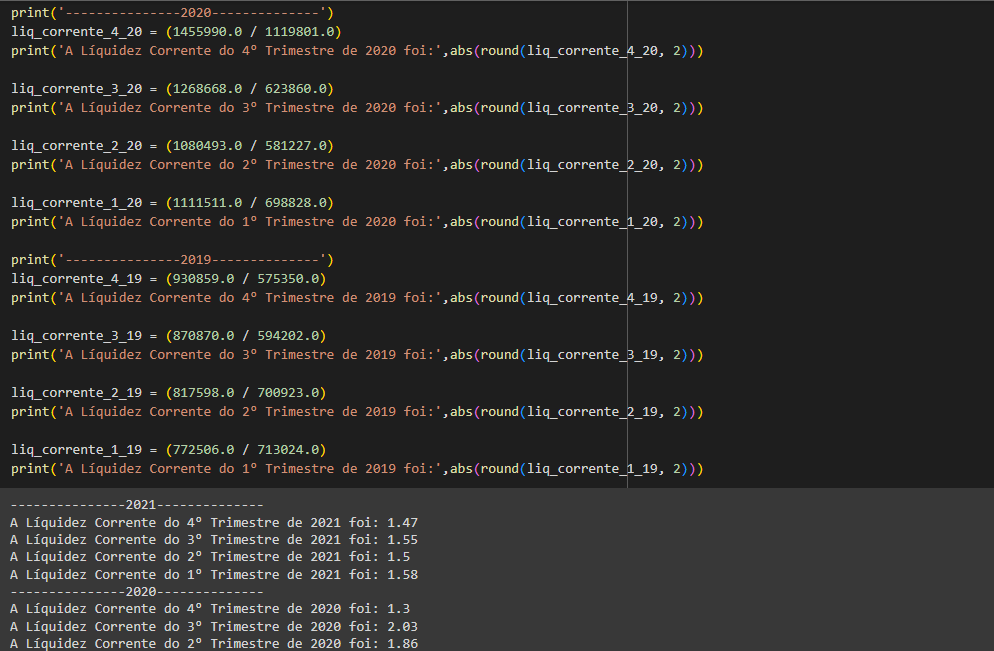 print('---------------2020--------------')
liq_corrente_4_20 = (1455990.0 / 1119801.0)
print('A Líquidez Corrente do 4º Trimestre de 2020 foi:',abs(round(liq_corrente_4_20, 2)))
liq_corrente_3_20 = (1268668.0 / 623860.0)
print('A Líquidez Corrente do 3º Trimestre de 2020 foi:',abs(round(liq_corrente_3_20, 2)))
liq_corrente_2_20 = (1080493.0 / 581227.0)
print('A Líquidez Corrente do 2º Trimestre de 2020 foi:',abs(round(liq_corrente_2_20, 2)))
liq_corrente_1_20 = (1111511.0 / 698828.0)
print('A Líquidez Corrente do 1º Trimestre de 2020 foi:',abs(round(liq_corrente_1_20, 2)))
print('---------------2019--------------')
liq_corrente_4_19 = (930859.0 / 575350.0)
print('A Líquidez Corrente do 4º Trimestre de 2019 foi:',abs(round(liq_corrente_4_19, 2)))
liq_corrente_3_19 = (870870.0 / 594202.0)
print('A Líquidez Corrente do 3º Trimestre de 2019 foi:',abs(round(liq_corrente_3_19, 2)))
liq_corrente_2_19 = (817598.0 / 700923.0)
print('A Líquidez Corrente do 2º Trimestre de 2019 foi:',abs(round(liq_corrente_2_19, 2)))
liq_corrente_1_19 = (772506.0 / 713024.0)
print('A Líquidez Corrente do 1º Trimestre de 2019 foi:',abs(round(liq_corrente_1_19, 2)))
---------------2021--------------
A Líquidez Corrente do 4º Trimestre de 2021 foi: 1.47
A Líquidez Corrente do 3º Trimestre de 2021 foi: 1.55
A Líquidez Corrente do 2º Trimestre de 2021 foi: 1.5
A Líquidez Corrente do 1º Trimestre de 2021 foi: 1.58
---------------2020--------------
A Líquidez Corrente do 4º Trimestre de 2020 foi: 1.3
A Líquidez Corrente do 3º Trimestre de 2020 foi: 2.03
A Líquidez Corrente do 2º Trimestre de 2020 foi: 1.86